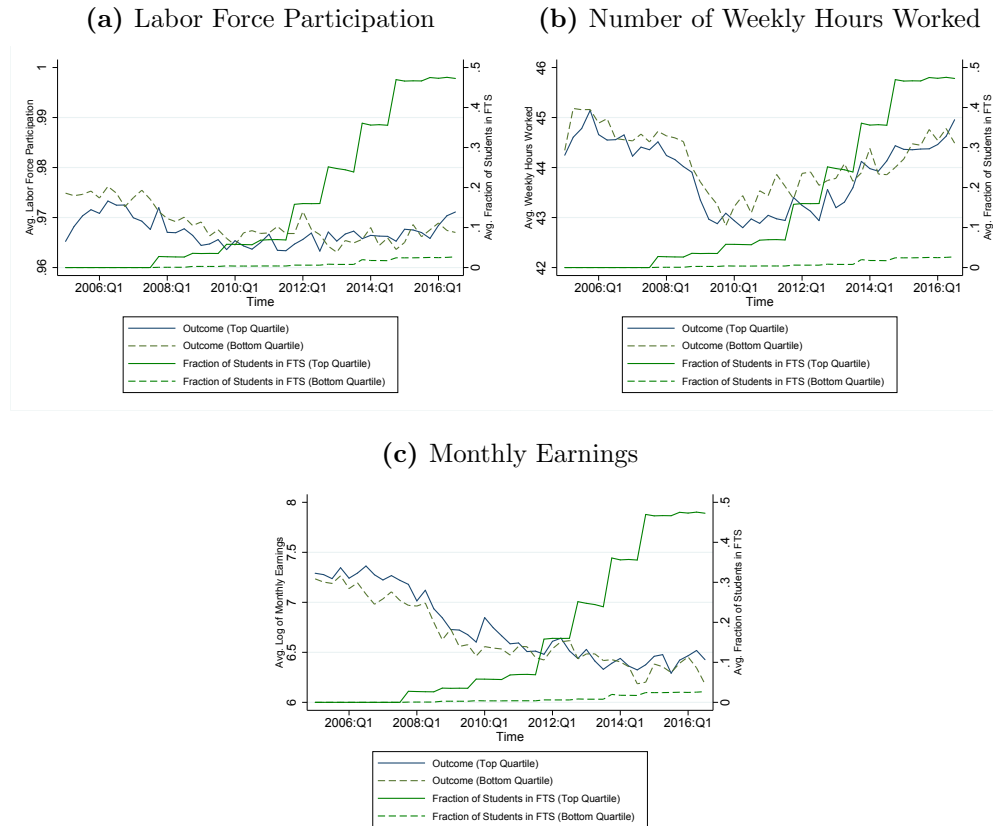 (a) Labor Force Participation
(b) Number of Weekly Hours Worked
Avg. Labor Force Participation
.96 .97 .98 .99 1
Avg. Fraction of Students in FTS
0 .1 .2 .3 .4 .5
2006:Q1 2008:Q1 2010:Q1 2012:Q1 2014:Q1 2016:Q1
Time
Outcome (Top Quartile)
Outcome (Bottom Quartile)
Fraction of Students in FTS (Top Quartile)
Fraction of Students in FTS (Bottom Quartile)
Avg. Weekly Hours Worked
42 43 44 45 46
Avg. Fraction of Students in FTS
0 .1 .2 .3 .4 .5
2006:Q1 2008:Q1 2010:Q1 2012:Q1 2014:Q1 2016:Q1
Time
Outcome (Top Quartile)
Outcome (Bottom Quartile)
Fraction of Students in FTS (Top Quartile)
Fraction of Students in FTS (Bottom Quartile)
(c) Monthly Earnings
Avg. Log of Monthly Earnings
6 6.5 7 7.5 8
Avg. Fraction of Students in FTS
0 .1 .2 .3 .4 .5
2006:Q1 2008:Q1 2010:Q1 2012:Q1 2014:Q1 2016:Q1
Time
Outcome (Top Quartile)
Outcome (Bottom Quartile)
Fraction of Students in FTS (Top Quartile)
Fraction of Students in FTS (Bottom Quartile)